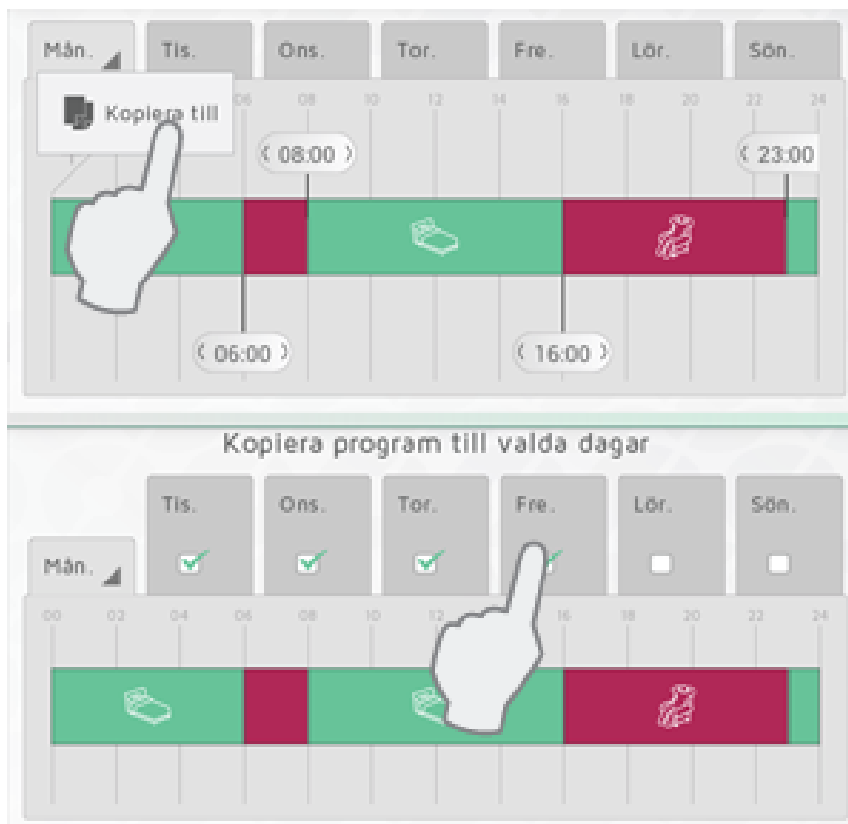 Mån. Tis. Ons. Tor. Fre. Lör. Sön.
Kopiera till
06 08 10 12 14 16 18 20 22 24
08:00 23:00
06:00 16:00
Kopiera program till valda dagar
Tis. Ons. Tor. Fre. Lör. Sön.
Mån.
00 02 04 06 08 10 12 16 18 20 22 24